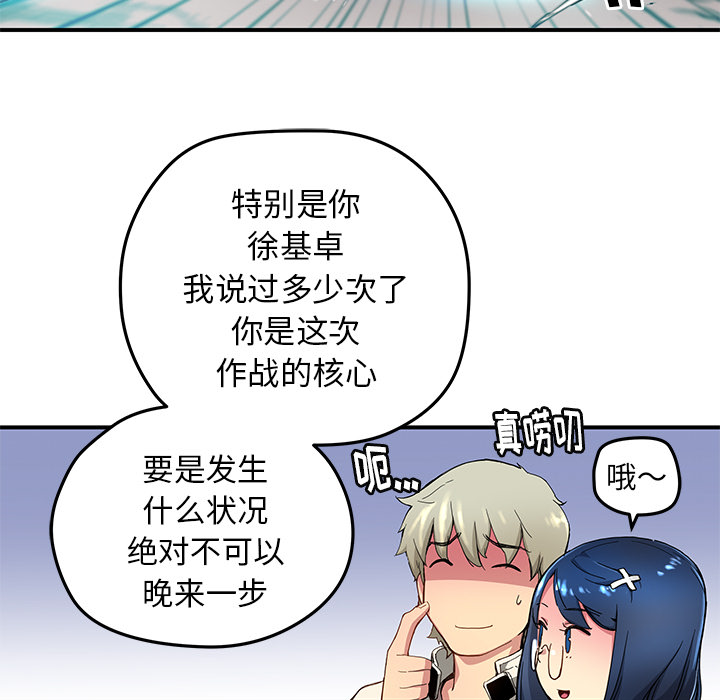 特别是你
徐基卓
我说过多少次了
你是这次
作战的核心
要是发生
什么状况
绝对不可以
晚来一步
呃...
真唠叨
哦～